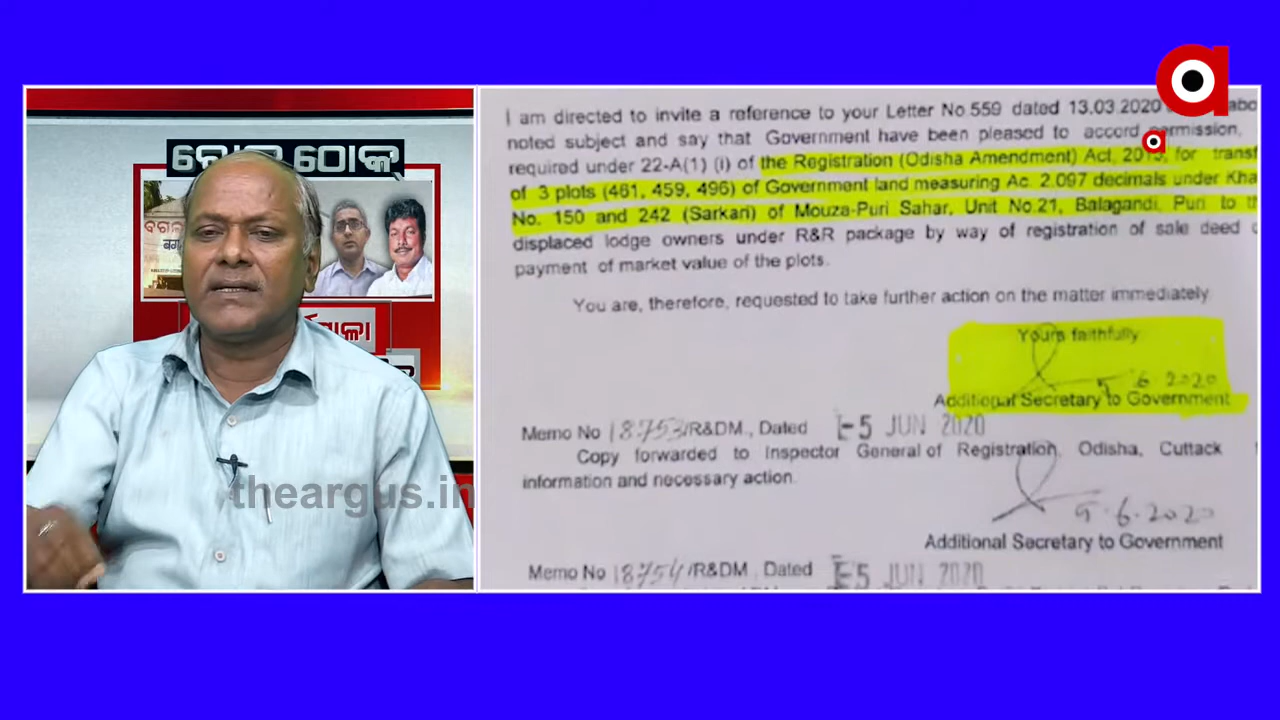 ଠୋକ୍
ବଗଲା
theargus.in
I am directed to invite a reference to your Letter No.559 dated 13.03.2020
noted subject and say that Government have been pleased to accord permission,
required under 22-A(1) (i) of the Registration (Odisha Amendment) Act, 2013, for
of 3 plots (461, 459, 496) of Government land measuring Ac. 2.097 decimals under
No. 150 and 242 (Sarkari) of Mouza-Puri Sahar, Unit No.21, Balagandi, Puri to
displaced lodge owners under R&R package by way of registration of sale deed
payment of market value of the plots.
You are, therefore, requested to take further action on the matter immediately
Yours faithfully
6 2020
Additional Secretary to Government
Memo No 18753/R&DM., Dated -5 JUN 2020
Copy forwarded to Inspector General of Registration, Odisha, Cuttack
information and necessary action.
9.6.2020
Additional Secretary to Government
Memo No 18754/R&DM, Dated -5 JUN 2020
a